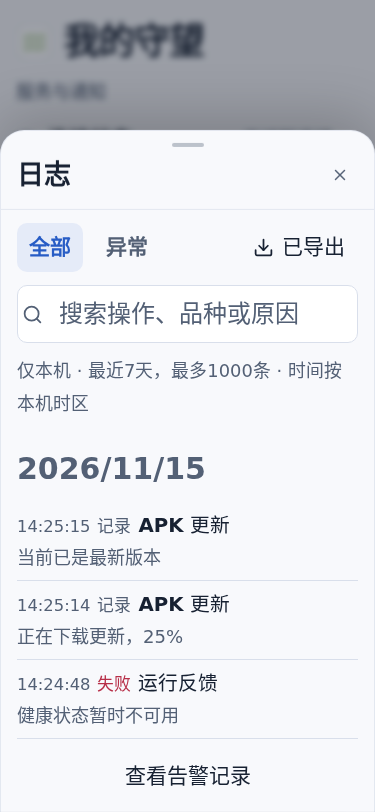 我的守望
服务与通知
日志
全部
异常
已导出
搜索操作、品种或原因
仅本机 · 最近7天，最多1000条 · 时间按
本机时区
2026/11/15
14:25:15 记录 APK 更新
当前已是最新版本
14:25:14 记录 APK 更新
正在下载更新，25%
14:24:48 失败 运行反馈
健康状态暂时不可用
查看告警记录